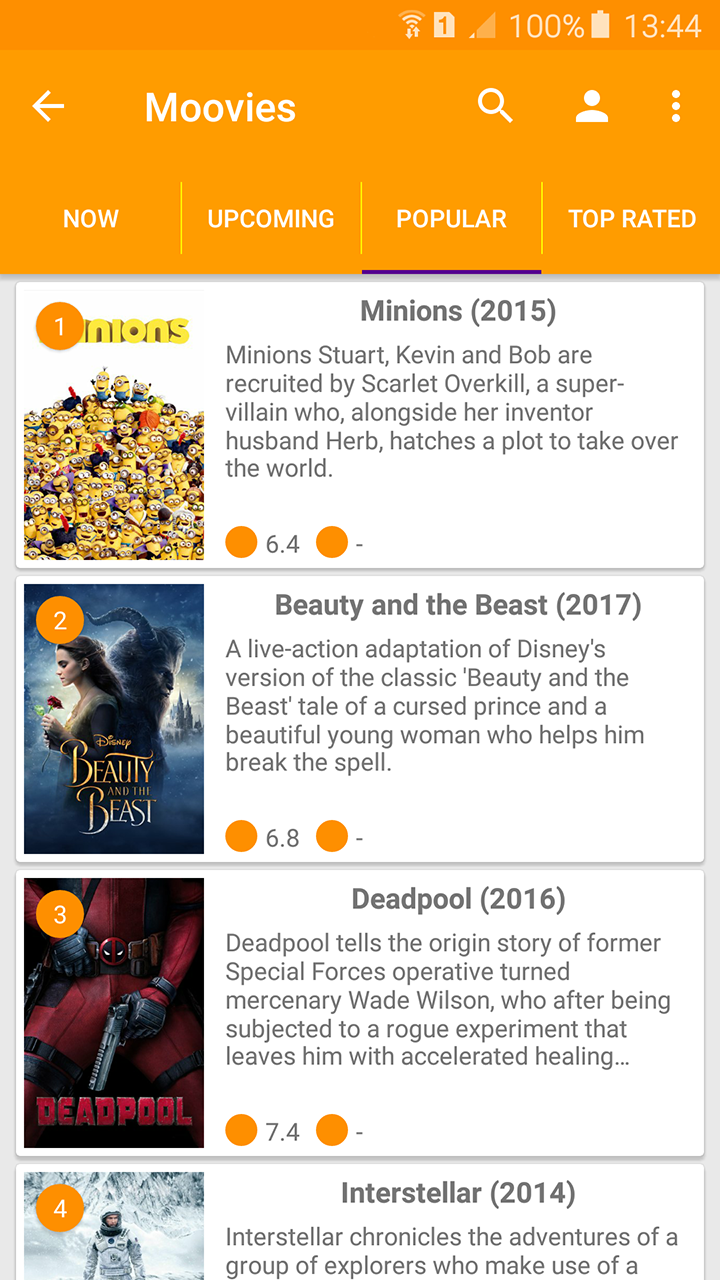 1 100% 13:44
Moovies
NOW UPCOMING POPULAR TOP RATED
1
nions
Minions (2015)
Minions Stuart, Kevin and Bob are
recruited by Scarlet Overkill, a super-
villain who, alongside her inventor
husband Herb, hatches a plot to take over
the world.
6.4 -
2
Disney
BEAUTY
AND THE
BEAST
Beauty and the Beast (2017)
A live-action adaptation of Disney's
version of the classic 'Beauty and the
Beast' tale of a cursed prince and a
beautiful young woman who helps him
break the spell.
6.8 -
3
DEADPOOL
Deadpool (2016)
Deadpool tells the origin story of former
Special Forces operative turned
mercenary Wade Wilson, who after being
subjected to a rogue experiment that
leaves him with accelerated healing…
7.4 -
4
Interstellar (2014)
Interstellar chronicles the adventures of a
group of explorers who make use of a